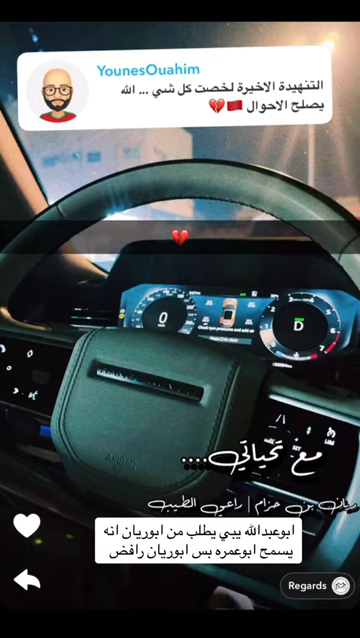 YounesOuahim
التنهيدة الاخيرة لخصت كل شي ... الله
يصلح الاحوال 🇲🇦💔
💔
0
D
مع تحياتي....
ريان بن حزام | راعي الطيب
ابوعبدالله يبي يطلب من ابوريان انه
يسمح ابوعمره بس ابوريان رافض
Regards